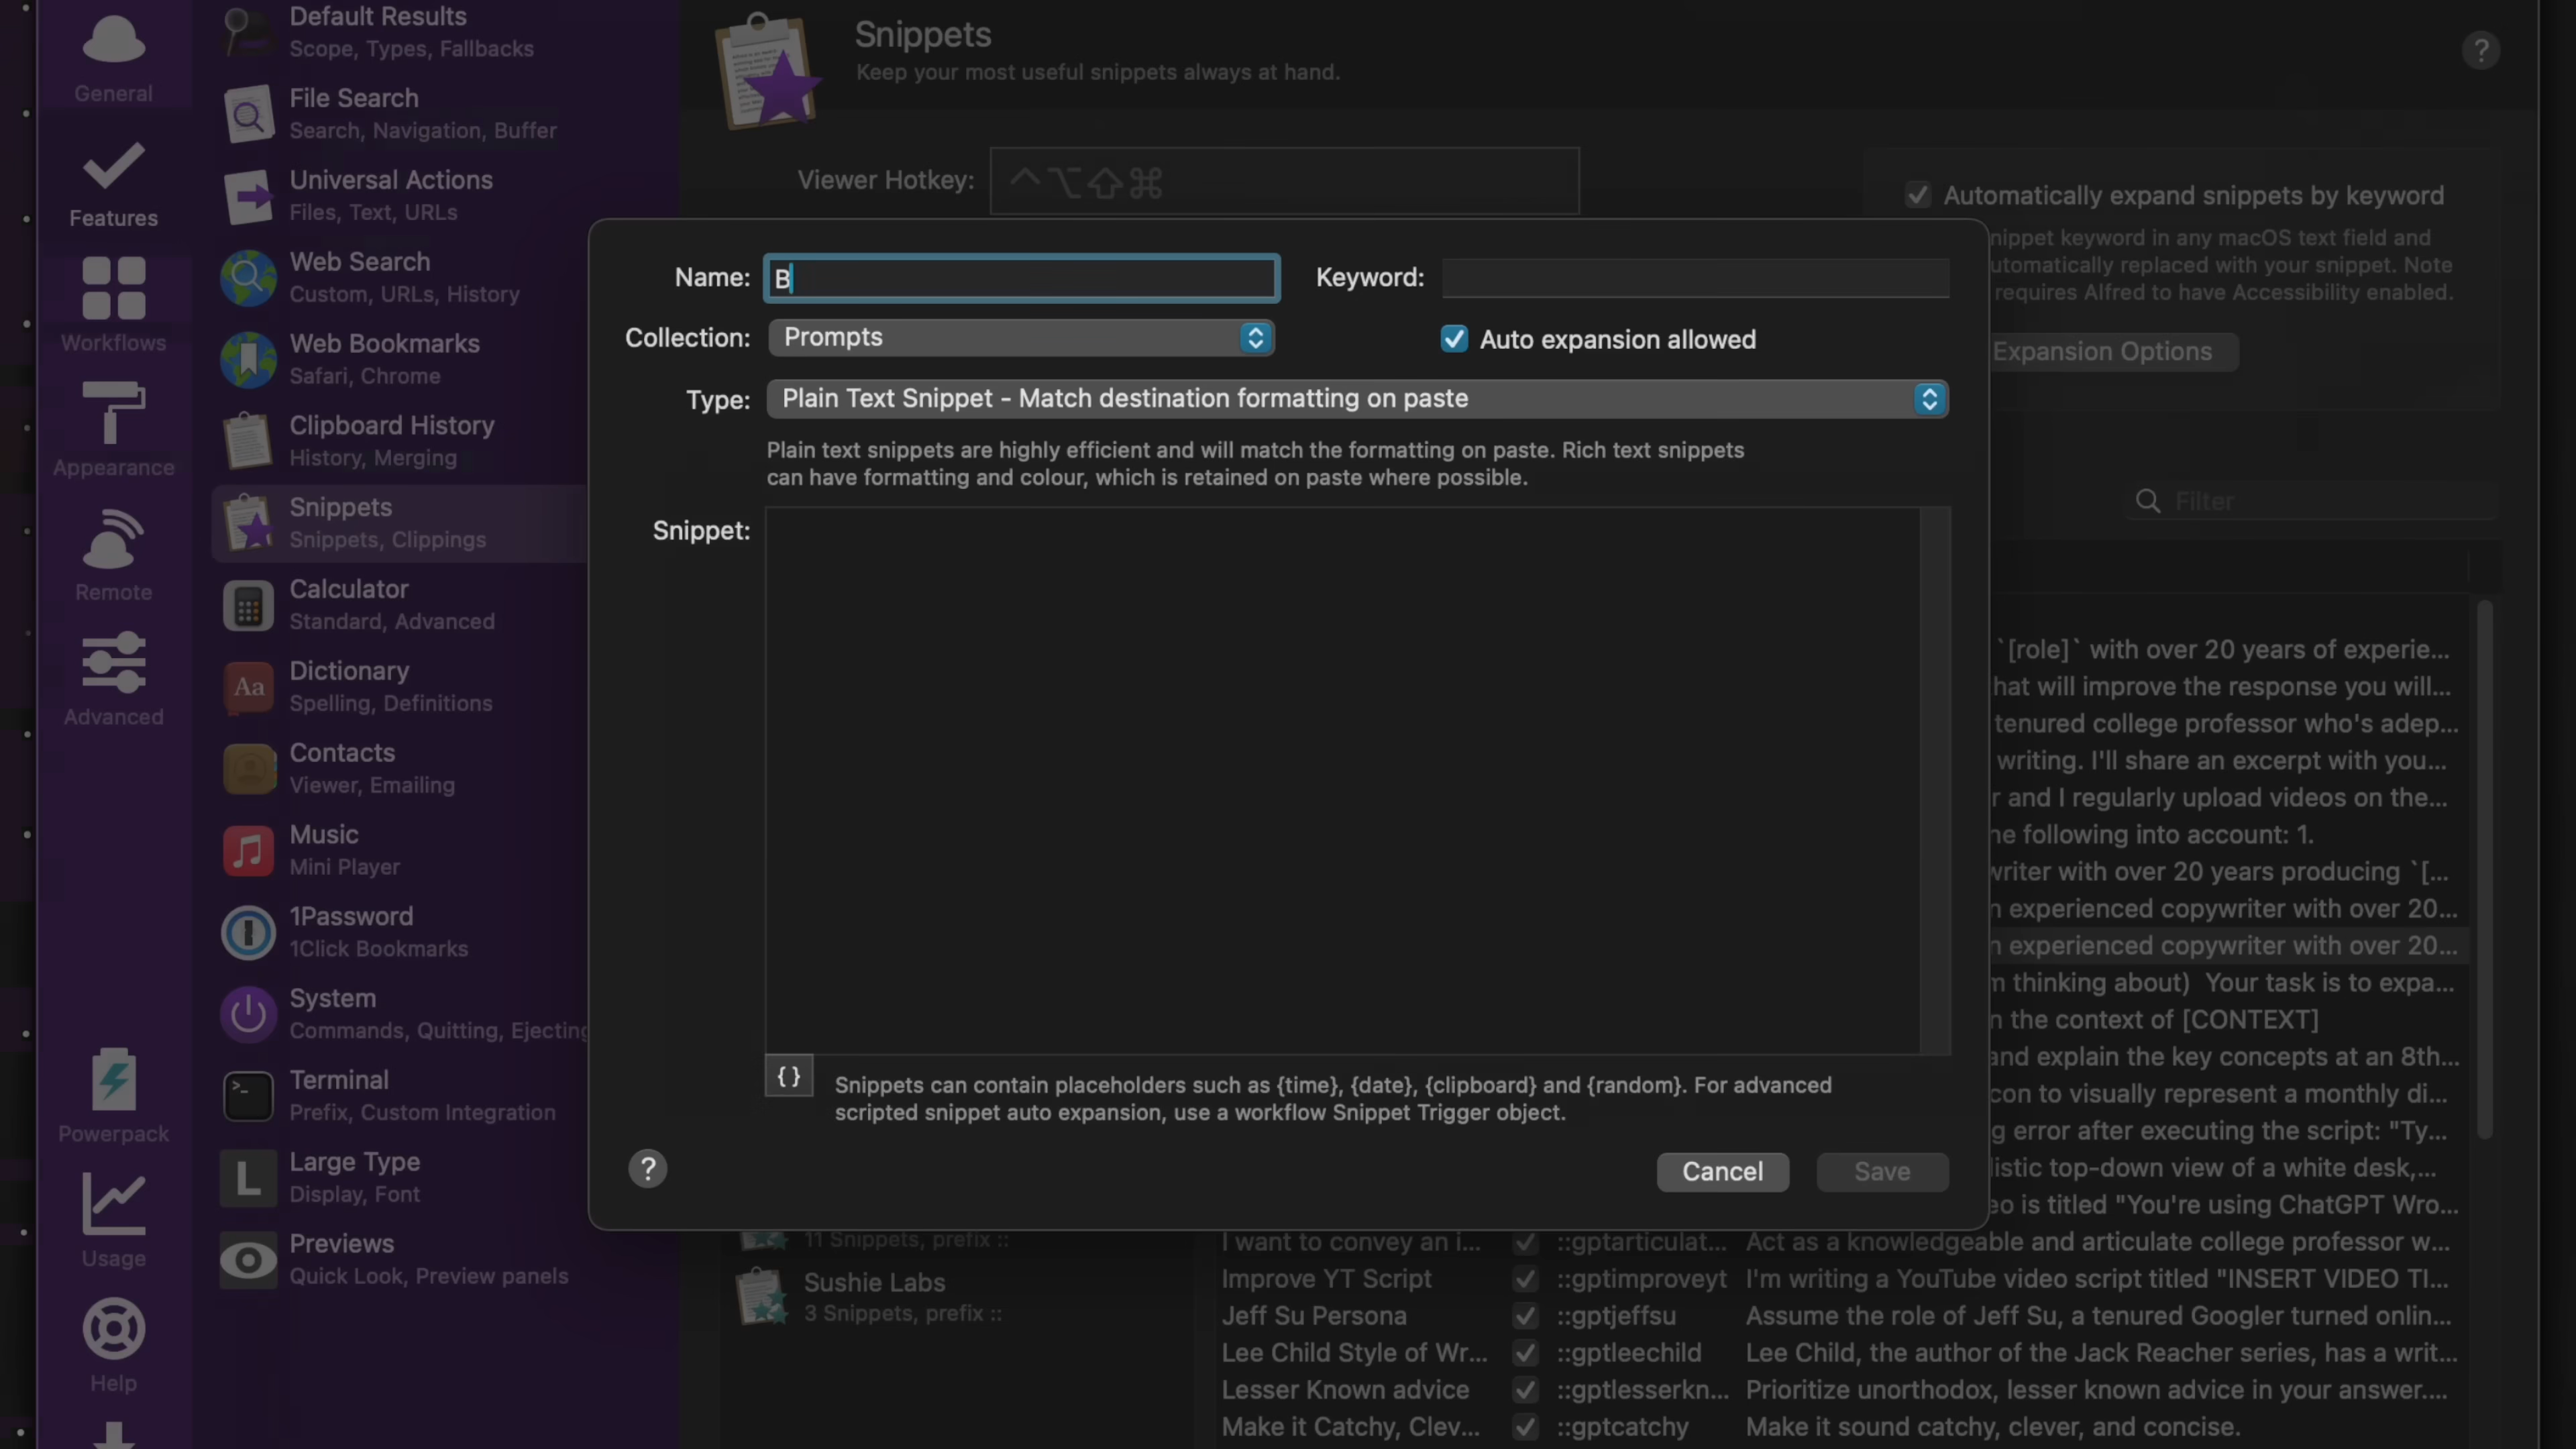 General
Features
Workflows
Appearance
Remote
Advanced
Powerpack
Usage
Help
Default Results
Scope, Types, Fallbacks
File Search
Search, Navigation, Buffer
Universal Actions
Files, Text, URLs
Web Search
Custom, URLs, History
Web Bookmarks
Safari, Chrome
Clipboard History
History, Merging
Snippets
Snippets, Clippings
Calculator
Standard, Advanced
Aa
Dictionary
Spelling, Definitions
Contacts
Viewer, Emailing
Music
Mini Player
1Password
1Click Bookmarks
System
Commands, Quitting, Ejecting
Terminal
Prefix, Custom Integration
L
Large Type
Display, Font
Previews
Quick Look, Preview panels
Snippets
Keep your most useful snippets always at hand.
?
Viewer Hotkey: ⌃⌥⇧⌘
Automatically expand snippets by keyword
nippet keyword in any macOS text field and
utomatically replaced with your snippet. Note
requires Alfred to have Accessibility enabled.
Expansion Options
Filter
Name: B
Keyword:
Collection: Prompts
Auto expansion allowed
Type: Plain Text Snippet - Match destination formatting on paste
Plain text snippets are highly efficient and will match the formatting on paste. Rich text snippets
can have formatting and colour, which is retained on paste where possible.
Snippet:
{}
Snippets can contain placeholders such as {time}, {date}, {clipboard} and {random}. For advanced
scripted snippet auto expansion, use a workflow Snippet Trigger object.
?
Cancel
Save
`[role]` with over 20 years of experie...
hat will improve the response you will...
tenured college professor who's adep...
writing. I'll share an excerpt with you...
r and I regularly upload videos on the...
ne following into account: 1.
writer with over 20 years producing `[...
n experienced copywriter with over 20...
n experienced copywriter with over 20...
m thinking about)  Your task is to expa...
n the context of [CONTEXT]
and explain the key concepts at an 8th...
con to visually represent a monthly di...
g error after executing the script: "Ty...
listic top-down view of a white desk,...
eo is titled "You're using ChatGPT Wro...
11 Snippets, prefix ::
Sushie Labs
3 Snippets, prefix ::
I want to convey an i... ::gptarticulat... Act as a knowledgeable and articulate college professor w...
Improve YT Script ::gptimproveyt I'm writing a YouTube video script titled "INSERT VIDEO TI...
Jeff Su Persona ::gptjeffsu Assume the role of Jeff Su, a tenured Googler turned onlin...
Lee Child Style of Wr... ::gptleechild Lee Child, the author of the Jack Reacher series, has a writ...
Lesser Known advice ::gptlesserkn... Prioritize unorthodox, lesser known advice in your answer....
Make it Catchy, Clev... ::gptcatchy Make it sound catchy, clever, and concise.